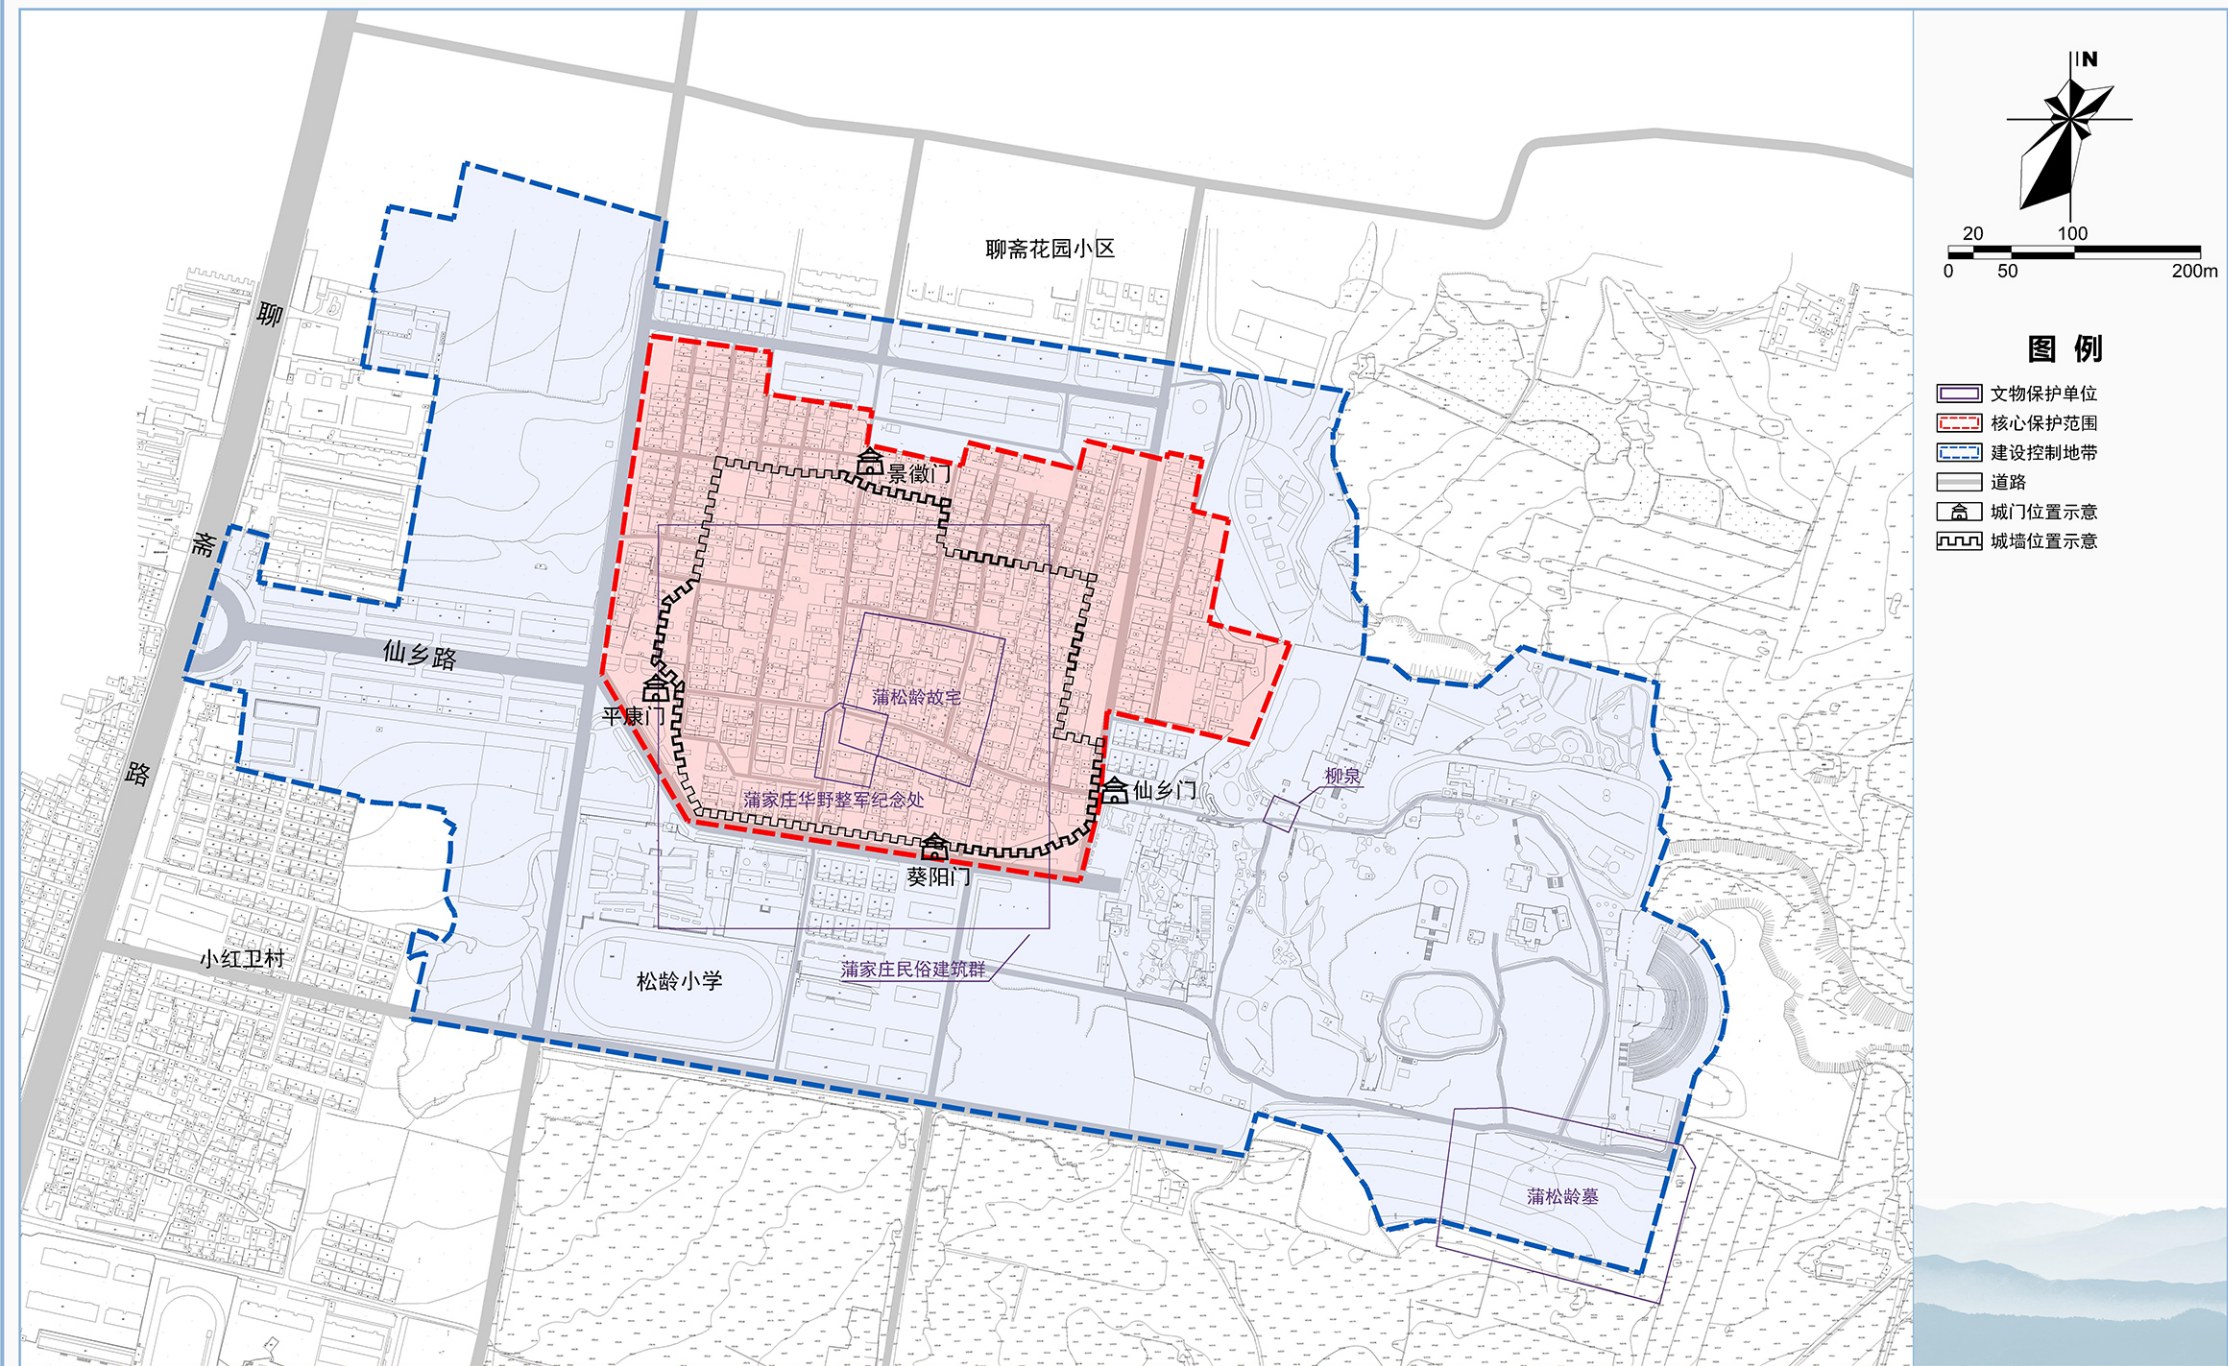 N
20 100
0 50 200m
图 例
文物保护单位
核心保护范围
建设控制地带
道路
城门位置示意
城墙位置示意
聊斋花园小区
聊
斋
路
景徽门
仙乡路
蒲松龄故宅
平康门
柳泉
仙乡门
蒲家庄华野整军纪念处
葵阳门
小红卫村
蒲家庄民俗建筑群
松龄小学
蒲松龄墓